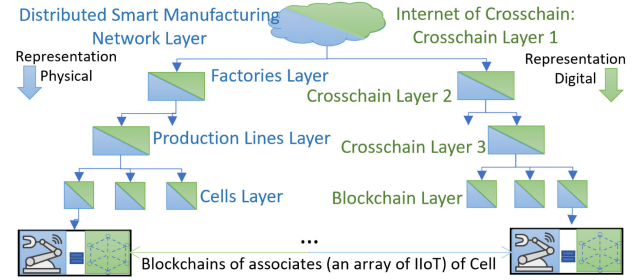 Distributed Smart Manufacturing
Network Layer
Internet of Crosschain:
Crosschain Layer 1
Representation
Physical
Representation
Digital
Factories Layer
Crosschain Layer 2
Production Lines Layer
Crosschain Layer 3
Cells Layer
Blockchain Layer
=
=
...
Blockchains of associates (an array of IIoT) of Cell